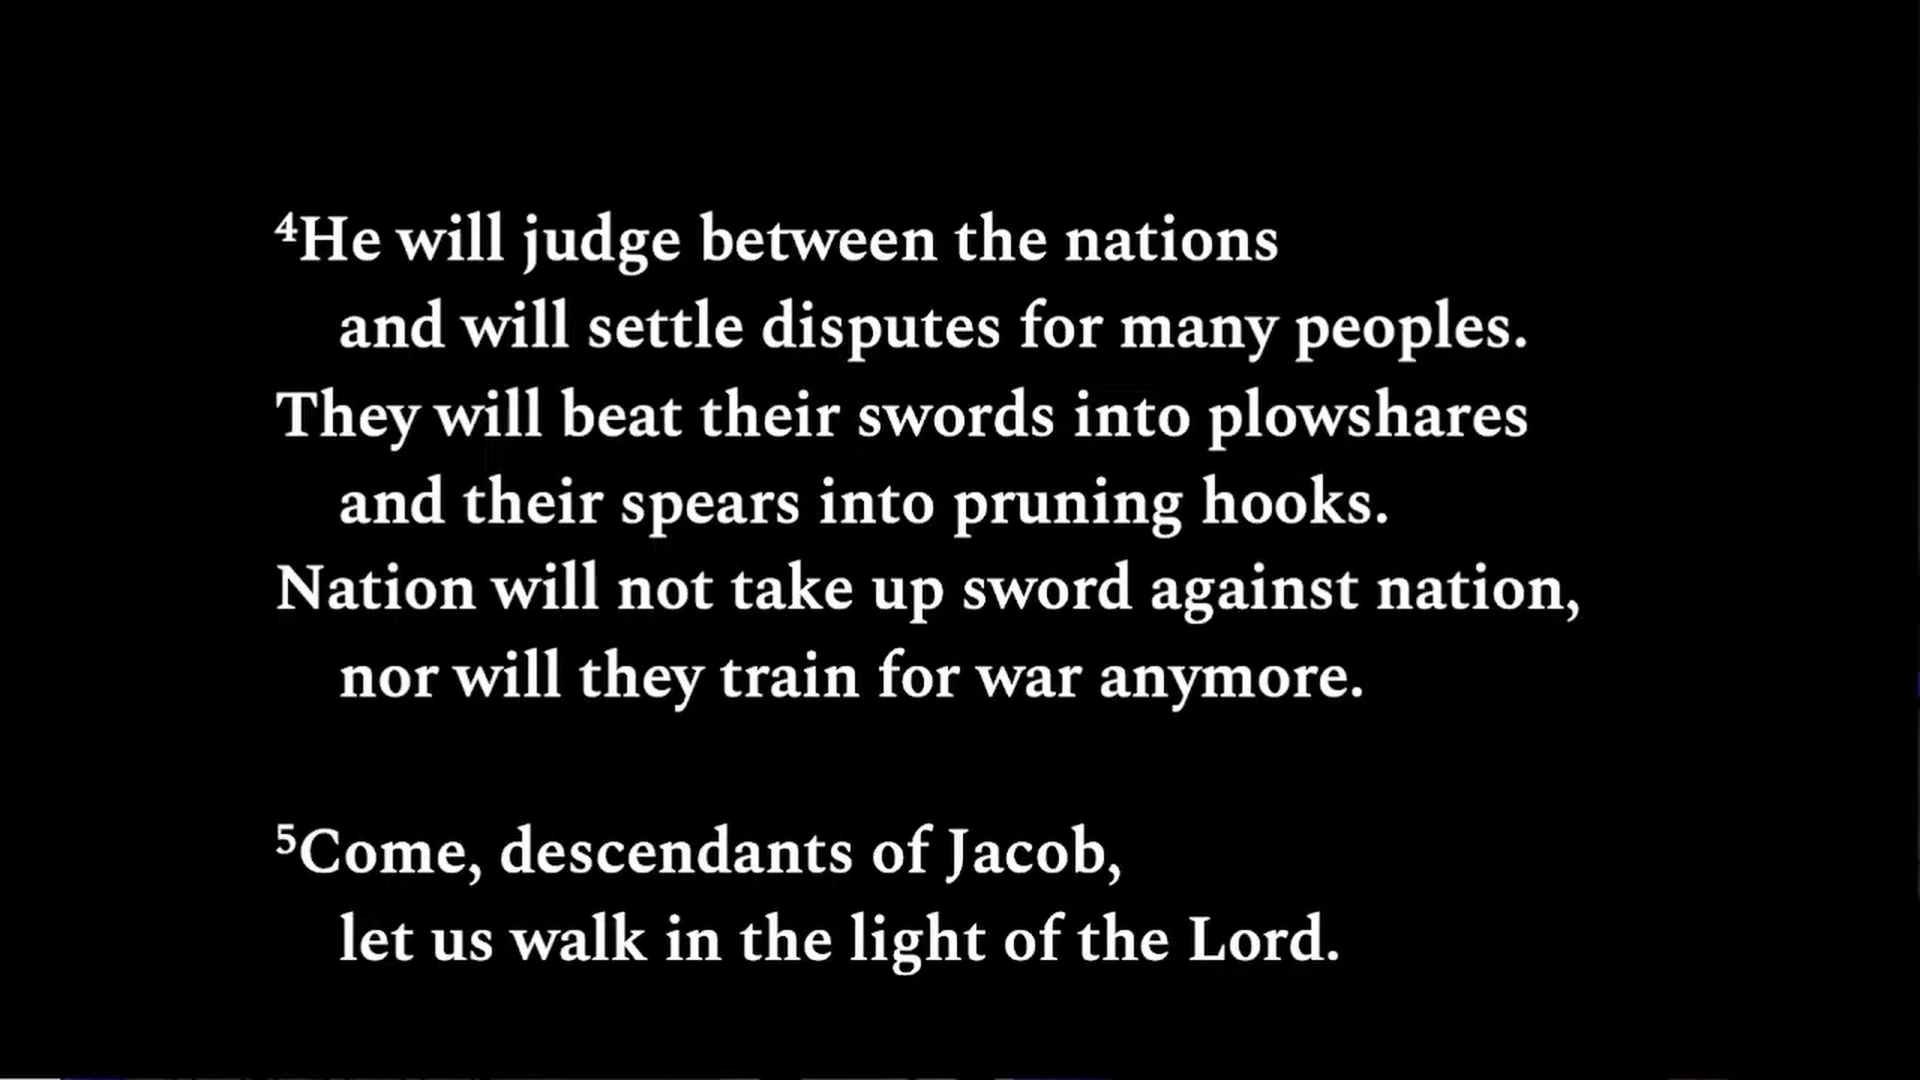 ⁴He will judge between the nations
and will settle disputes for many peoples.
They will beat their swords into plowshares
and their spears into pruning hooks.
Nation will not take up sword against nation,
nor will they train for war anymore.
⁵Come, descendants of Jacob,
let us walk in the light of the Lord.